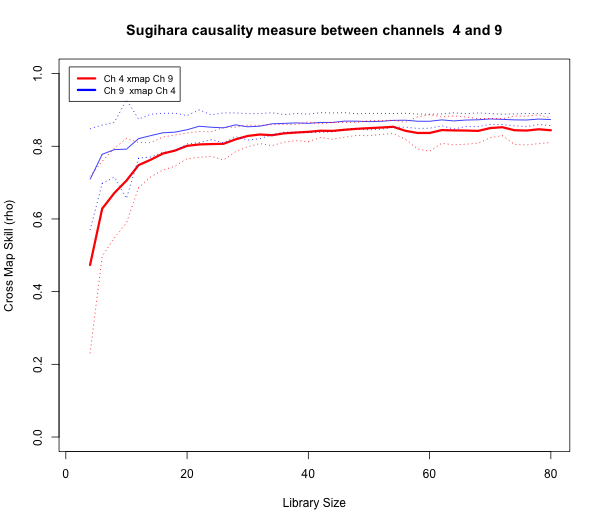 Sugihara causality measure between channels  4 and 9
Ch 4 xmap Ch 9
Ch 9  xmap Ch 4
Cross Map Skill (rho)
1.0
0.8
0.6
0.4
0.2
0.0
0 20 40 60 80
Library Size